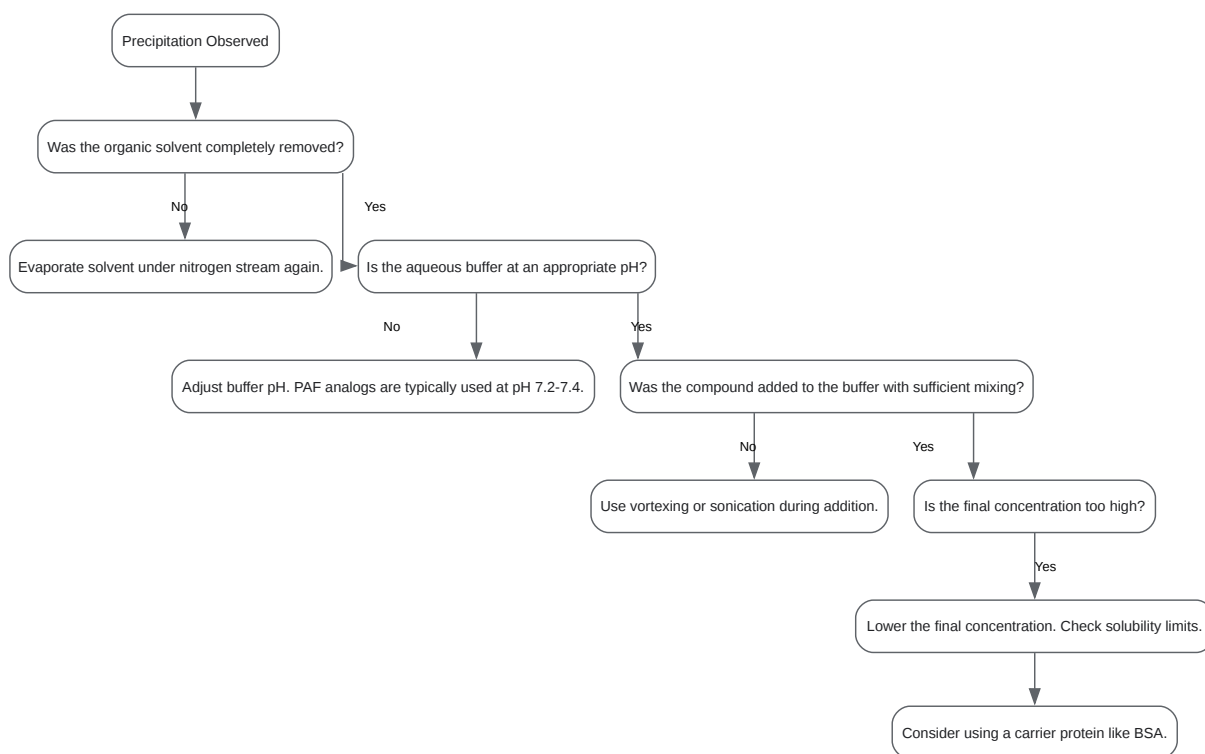 Precipitation Observed
Was the organic solvent completely removed?
No
Yes
Evaporate solvent under nitrogen stream again.
Is the aqueous buffer at an appropriate pH?
No
Yes
Adjust buffer pH. PAF analogs are typically used at pH 7.2-7.4.
Was the compound added to the buffer with sufficient mixing?
No
Yes
Use vortexing or sonication during addition.
Is the final concentration too high?
Yes
Lower the final concentration. Check solubility limits.
Consider using a carrier protein like BSA.